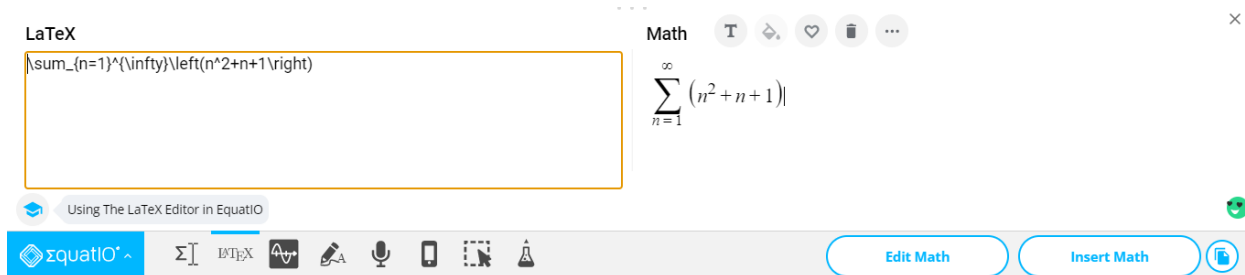 LaTeX
\sum_{n=1}^{\infty}\left(n^2+n+1\right)
Math
T
∞
∑ (n²+n+1)
n=1
Using The LaTeX Editor in EquatIO
ΣquatIO
Σ
LATEX
A
Edit Math
Insert Math